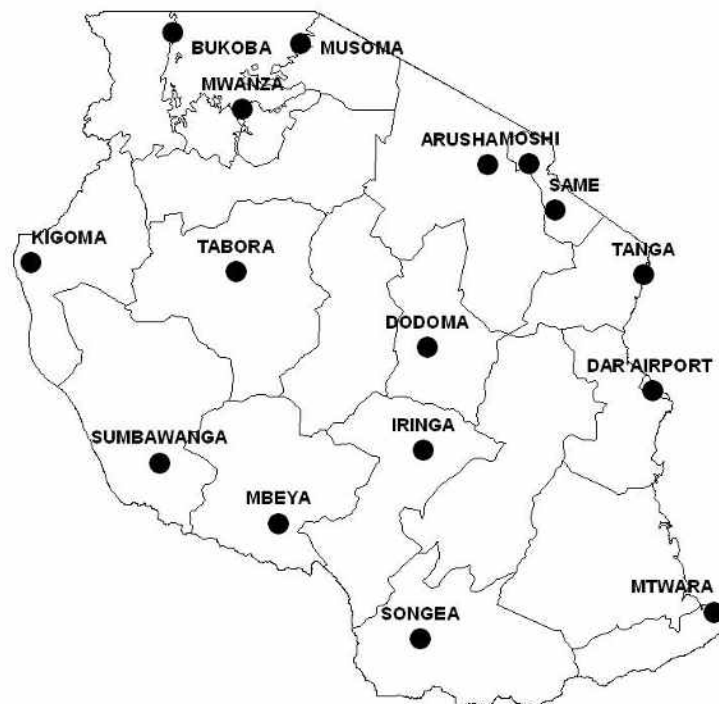 BUKOBA
MUSOMA
MWANZA
ARUSHA
MOSHI
SAME
KIGOMA
TABORA
TANGA
DODOMA
DAR AIRPORT
SUMBAWANGA
IRINGA
MBEYA
MTWARA
SONGEA